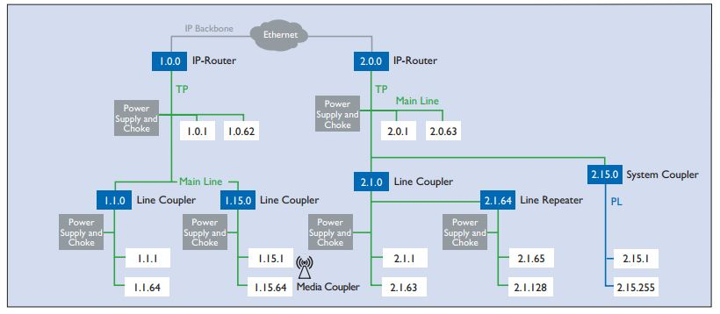 IP Backbone
Ethernet
1.0.0 IP-Router
2.0.0 IP-Router
TP
TP
Power
Supply and
Choke
1.0.1
1.0.62
Power
Supply and
Choke
Main Line
2.0.1
2.0.63
Main Line
1.1.0 Line Coupler
1.15.0 Line Coupler
2.1.0 Line Coupler
2.1.64 Line Repeater
2.15.0 System Coupler
PL
Power
Supply and
Choke
Power
Supply and
Choke
Power
Supply and
Choke
1.1.1
1.15.1
2.1.1
2.1.65
2.15.1
1.1.64
1.15.64
Media Coupler
2.1.63
2.1.128
2.15.255